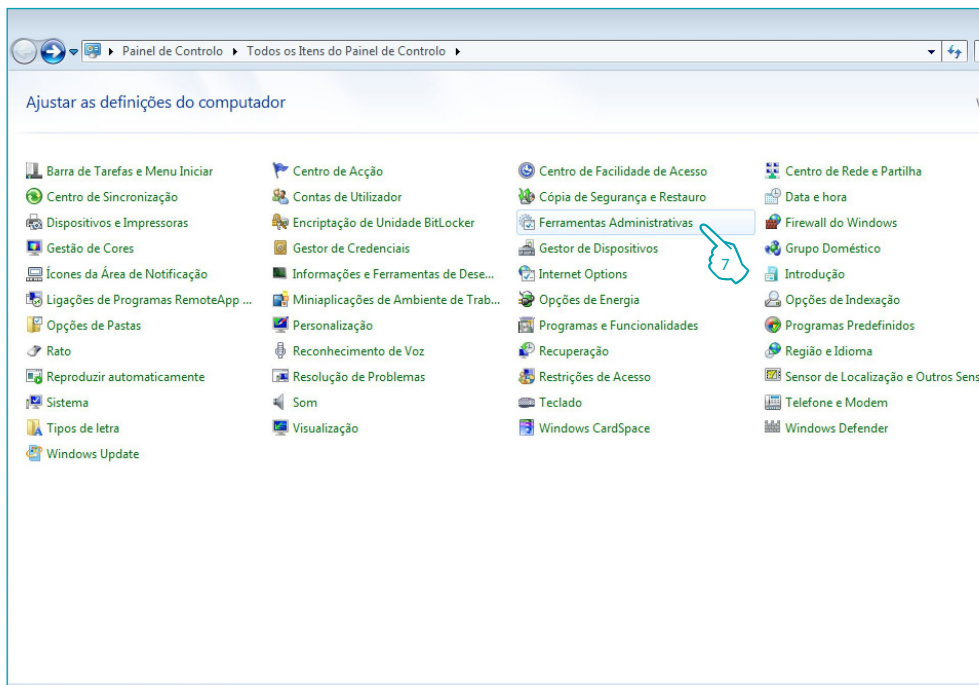 Painel de Controlo Todos os Itens do Painel de Controlo
Ajustar as definições do computador
Barra de Tarefas e Menu Iniciar Centro de Acção Centro de Facilidade de Acesso Centro de Rede e Partilha
Centro de Sincronização Contas de Utilizador Cópia de Segurança e Restauro Data e hora
Dispositivos e Impressoras Encriptação de Unidade BitLocker Ferramentas Administrativas Firewall do Windows
Gestão de Cores Gestor de Credenciais Gestor de Dispositivos Grupo Doméstico
7
Ícones da Área de Notificação Informações e Ferramentas de Dese... Internet Options Introdução
Ligações de Programas RemoteApp ... Miniaplicações de Ambiente de Trab... Opções de Energia Opções de Indexação
Opções de Pastas Personalização Programas e Funcionalidades Programas Predefinidos
Rato Reconhecimento de Voz Recuperação Região e Idioma
Reproduzir automaticamente Resolução de Problemas Restrições de Acesso Sensor de Localização e Outros Sens
Sistema Som Teclado Telefone e Modem
Tipos de letra Visualização Windows CardSpace Windows Defender
Windows Update